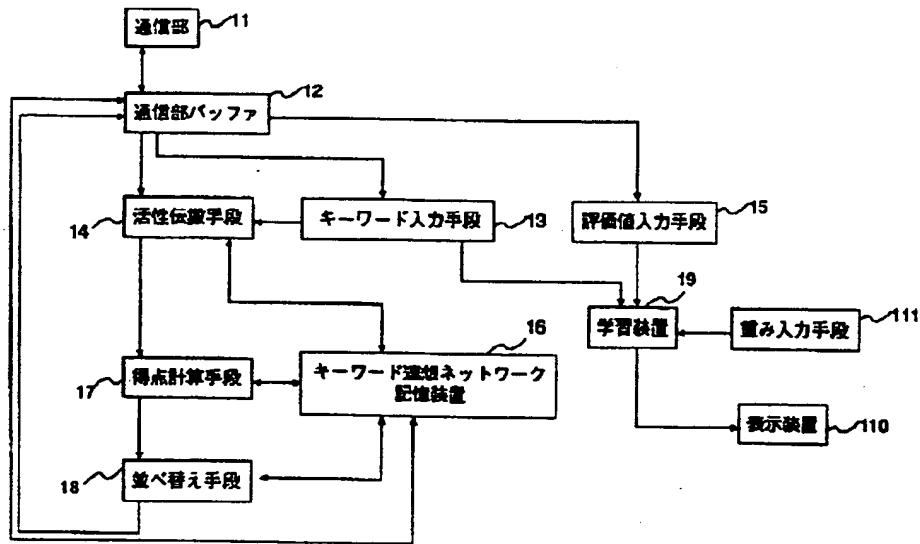 通信部
11
通信部バッファ
12
活性伝搬手段
14
キーワード入力手段
13
評価値入力手段
15
学習装置
19
重み入力手段
111
得点計算手段
17
キーワード連想ネットワーク
記憶装置
16
表示装置
110
並べ替え手段
18